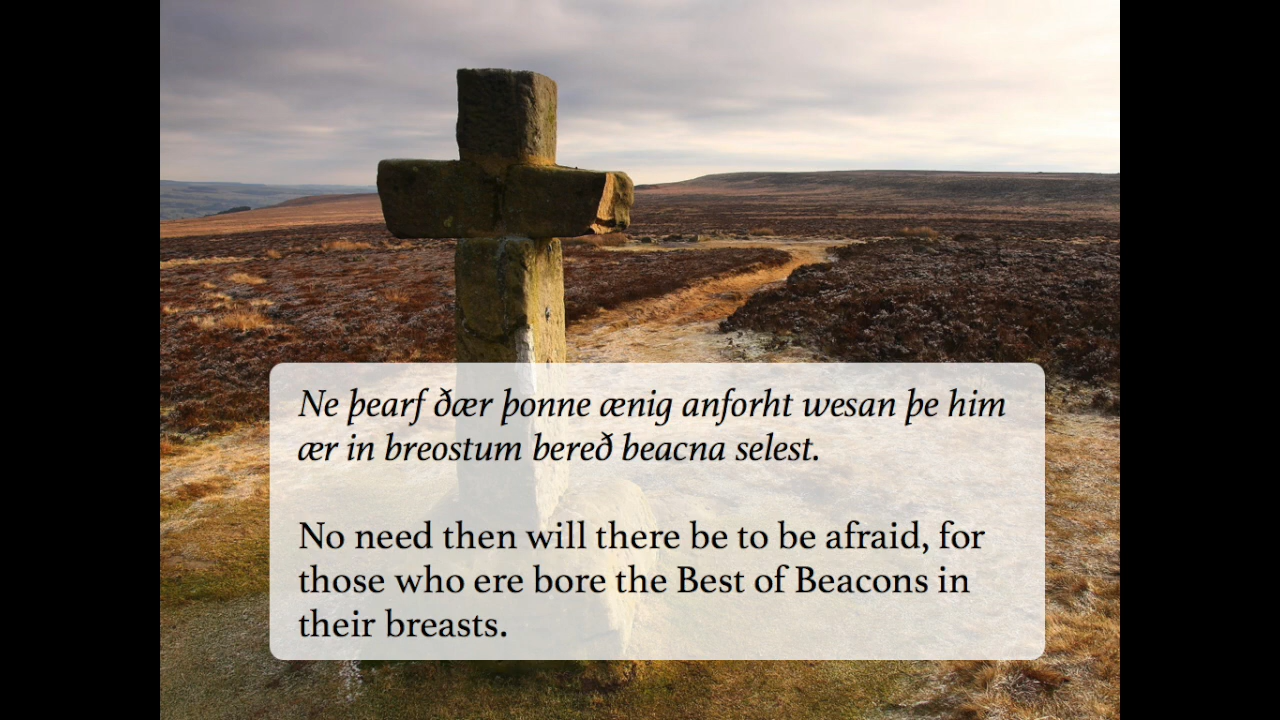 Ne þearf ðær þonne ænig anforht wesan þe him
ær in breostum bereð beacna selest.
No need then will there be to be afraid, for
those who ere bore the Best of Beacons in
their breasts.